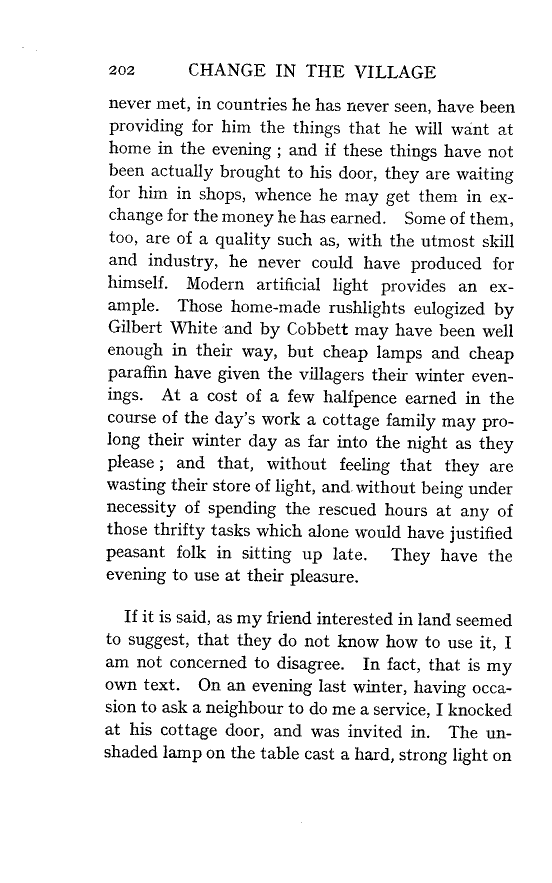 202 CHANGE IN THE VILLAGE
never met, in countries he has never seen, have been
providing for him the things that he will want at
home in the evening ; and if these things have not
been actually brought to his door, they are waiting
for him in shops, whence he may get them in ex-
change for the money he has earned. Some of them,
too, are of a quality such as, with the utmost skill
and industry, he never could have produced for
himself. Modern artificial light provides an ex-
ample. Those home-made rushlights eulogized by
Gilbert White and by Cobbett may have been well
enough in their way, but cheap lamps and cheap
paraffin have given the villagers their winter even-
ings. At a cost of a few halfpence earned in the
course of the day's work a cottage family may pro-
long their winter day as far into the night as they
please ; and that, without feeling that they are
wasting their store of light, and without being under
necessity of spending the rescued hours at any of
those thrifty tasks which alone would have justified
peasant folk in sitting up late. They have the
evening to use at their pleasure.
If it is said, as my friend interested in land seemed
to suggest, that they do not know how to use it, I
am not concerned to disagree. In fact, that is my
own text. On an evening last winter, having occa-
sion to ask a neighbour to do me a service, I knocked
at his cottage door, and was invited in. The un-
shaded lamp on the table cast a hard, strong light on